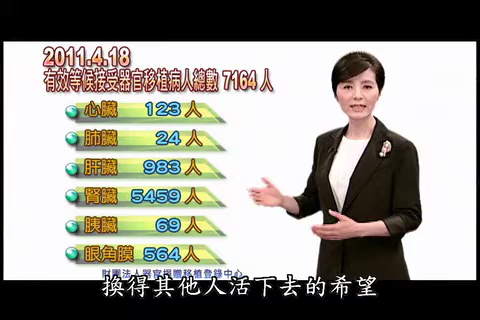 2011.4.18
有效等候接受器官移植病人總數 7164 人
心臟 123 人
肺臟 24 人
肝臟 983 人
腎臟 5459 人
胰臟 69 人
眼角膜 564 人
財團法人器官捐贈移植登錄中心
換得其他人活下去的希望